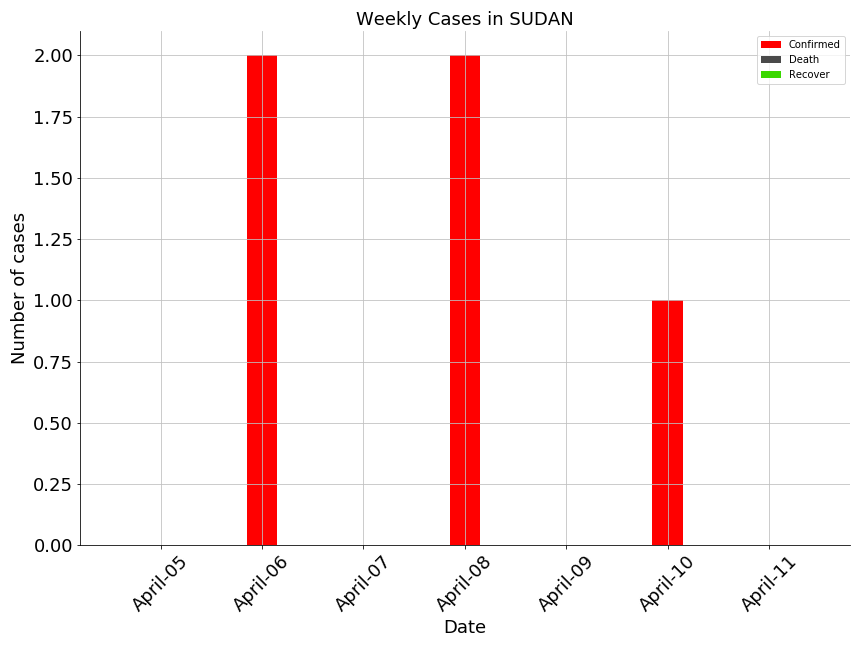 Weekly Cases in SUDAN
Confirmed
Death
Recover
Number of cases
2.00
1.75
1.50
1.25
1.00
0.75
0.50
0.25
0.00
April-05
April-06
April-07
April-08
April-09
April-10
April-11
Date